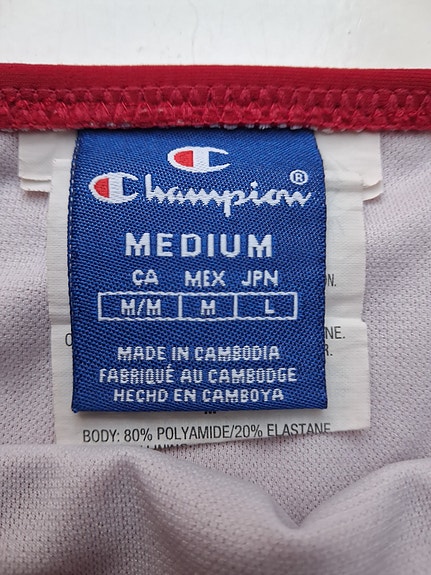 Champion®
MEDIUM
CA MEX JPN
M/M M L
MADE IN CAMBODIA
FABRIQUÉ AU CAMBODGE
HECHO EN CAMBOYA
BODY: 80% POLYAMIDE/20% ELASTANE